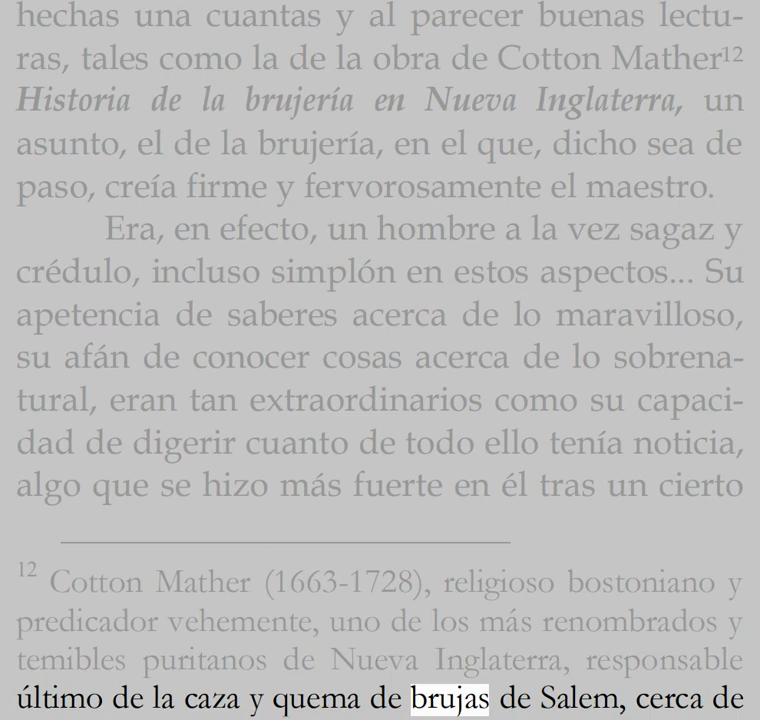 hechas una cuantas y al parecer buenas lectu-
ras, tales como la de la obra de Cotton Mather12
Historia de la brujería en Nueva Inglaterra, un
asunto, el de la brujería, en el que, dicho sea de
paso, creía firme y fervorosamente el maestro.
Era, en efecto, un hombre a la vez sagaz y
crédulo, incluso simplón en estos aspectos... Su
apetencia de saberes acerca de lo maravilloso,
su afán de conocer cosas acerca de lo sobrena-
tural, eran tan extraordinarios como su capaci-
dad de digerir cuanto de todo ello tenía noticia,
algo que se hizo más fuerte en él tras un cierto
12 Cotton Mather (1663-1728), religioso bostoniano y
predicador vehemente, uno de los más renombrados y
temibles puritanos de Nueva Inglaterra, responsable
último de la caza y quema de brujas de Salem, cerca de